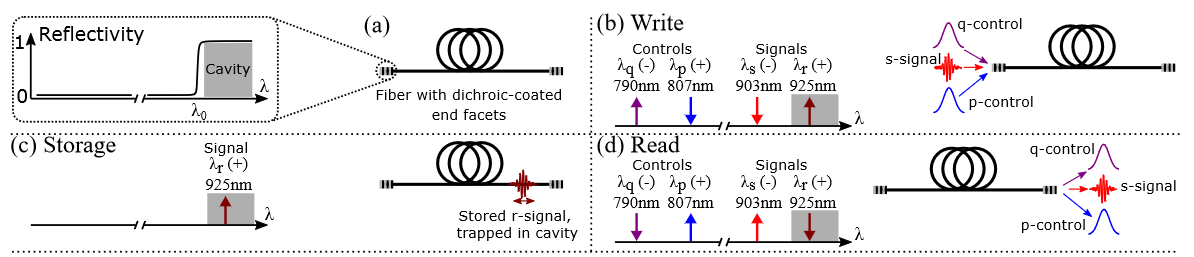 (a)
Reflectivity
1
0
Cavity
λ
λ₀
Fiber with dichroic-coated
end facets
(b) Write
Controls Signals
λq (-) λp (+) λs (-) λr (+)
790nm 807nm 903nm 925nm
λ
q-control
s-signal
p-control
(c) Storage
Signal
λr (+)
925nm
λ
Stored r-signal,
trapped in cavity
(d) Read
Controls Signals
λq (-) λp (+) λs (-) λr (+)
790nm 807nm 903nm 925nm
λ
q-control
s-signal
p-control